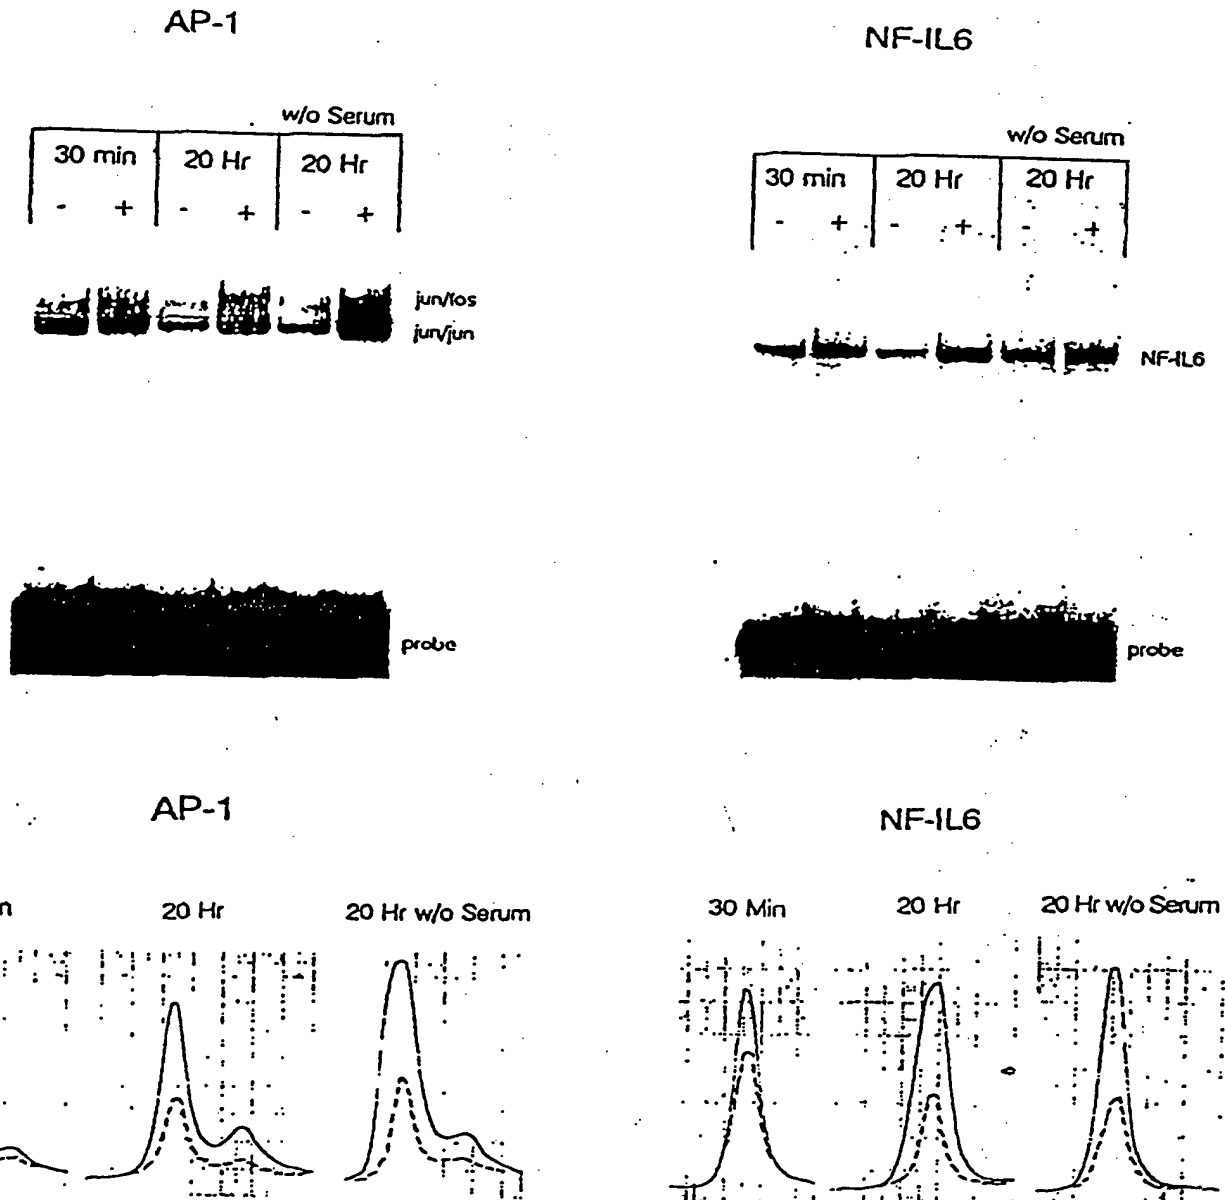 AP-1
NF-IL6
w/o Serum
30 min 20 Hr 20 Hr
- + - + - +
jun/fos
jun/jun
probe
w/o Serum
30 min 20 Hr 20 Hr
- + - + - +
NF-IL6
probe
AP-1
NF-IL6
n 20 Hr 20 Hr w/o Serum
30 Min 20 Hr 20 Hr w/o Serum